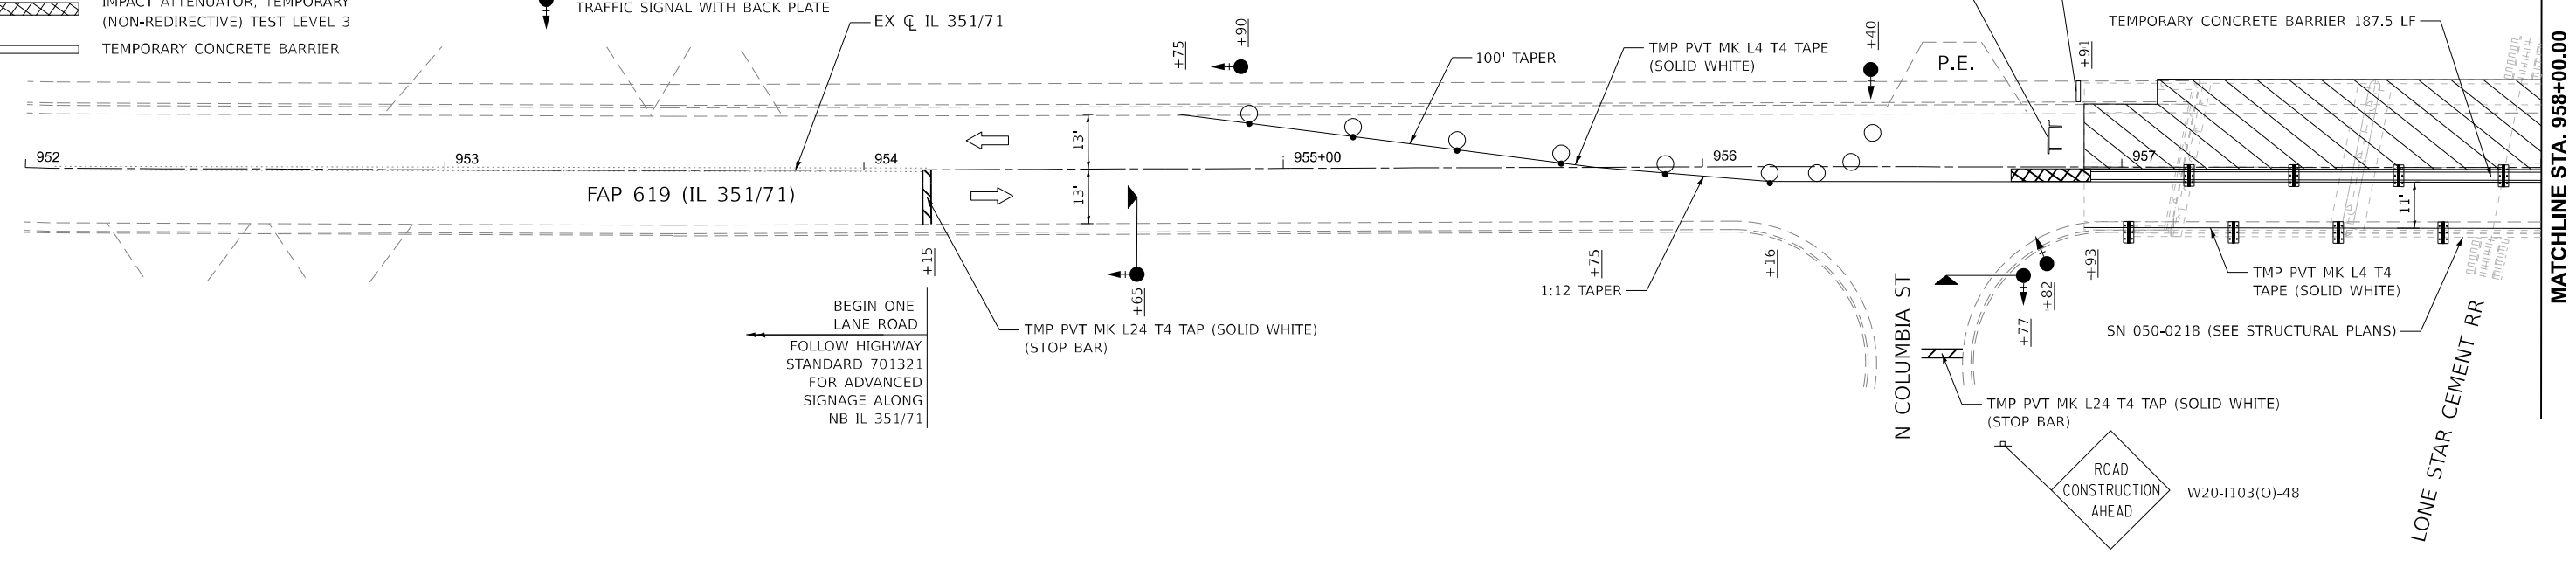 IMPACT ATTENUATOR, TEMPORARY
(NON-REDIRECTIVE) TEST LEVEL 3
TEMPORARY CONCRETE BARRIER
TRAFFIC SIGNAL WITH BACK PLATE
EX ℄ IL 351/71
+75
+90
100' TAPER
TMP PVT MK L4 T4 TAPE
(SOLID WHITE)
+40
P.E.
+91
TEMPORARY CONCRETE BARRIER 187.5 LF
MATCHLINE STA. 958+00.00
952
953
954
955+00
956
957
13'
13'
11'
FAP 619 (IL 351/71)
+15
+65
+75
+16
1:12 TAPER
+93
+82
+77
BEGIN ONE
LANE ROAD
FOLLOW HIGHWAY
STANDARD 701321
FOR ADVANCED
SIGNAGE ALONG
NB IL 351/71
TMP PVT MK L24 T4 TAP (SOLID WHITE)
(STOP BAR)
N COLUMBIA ST
TMP PVT MK L4 T4
TAPE (SOLID WHITE)
SN 050-0218 (SEE STRUCTURAL PLANS)
LONE STAR CEMENT RR
TMP PVT MK L24 T4 TAP (SOLID WHITE)
(STOP BAR)
ROAD
CONSTRUCTION
AHEAD
W20-I103(O)-48